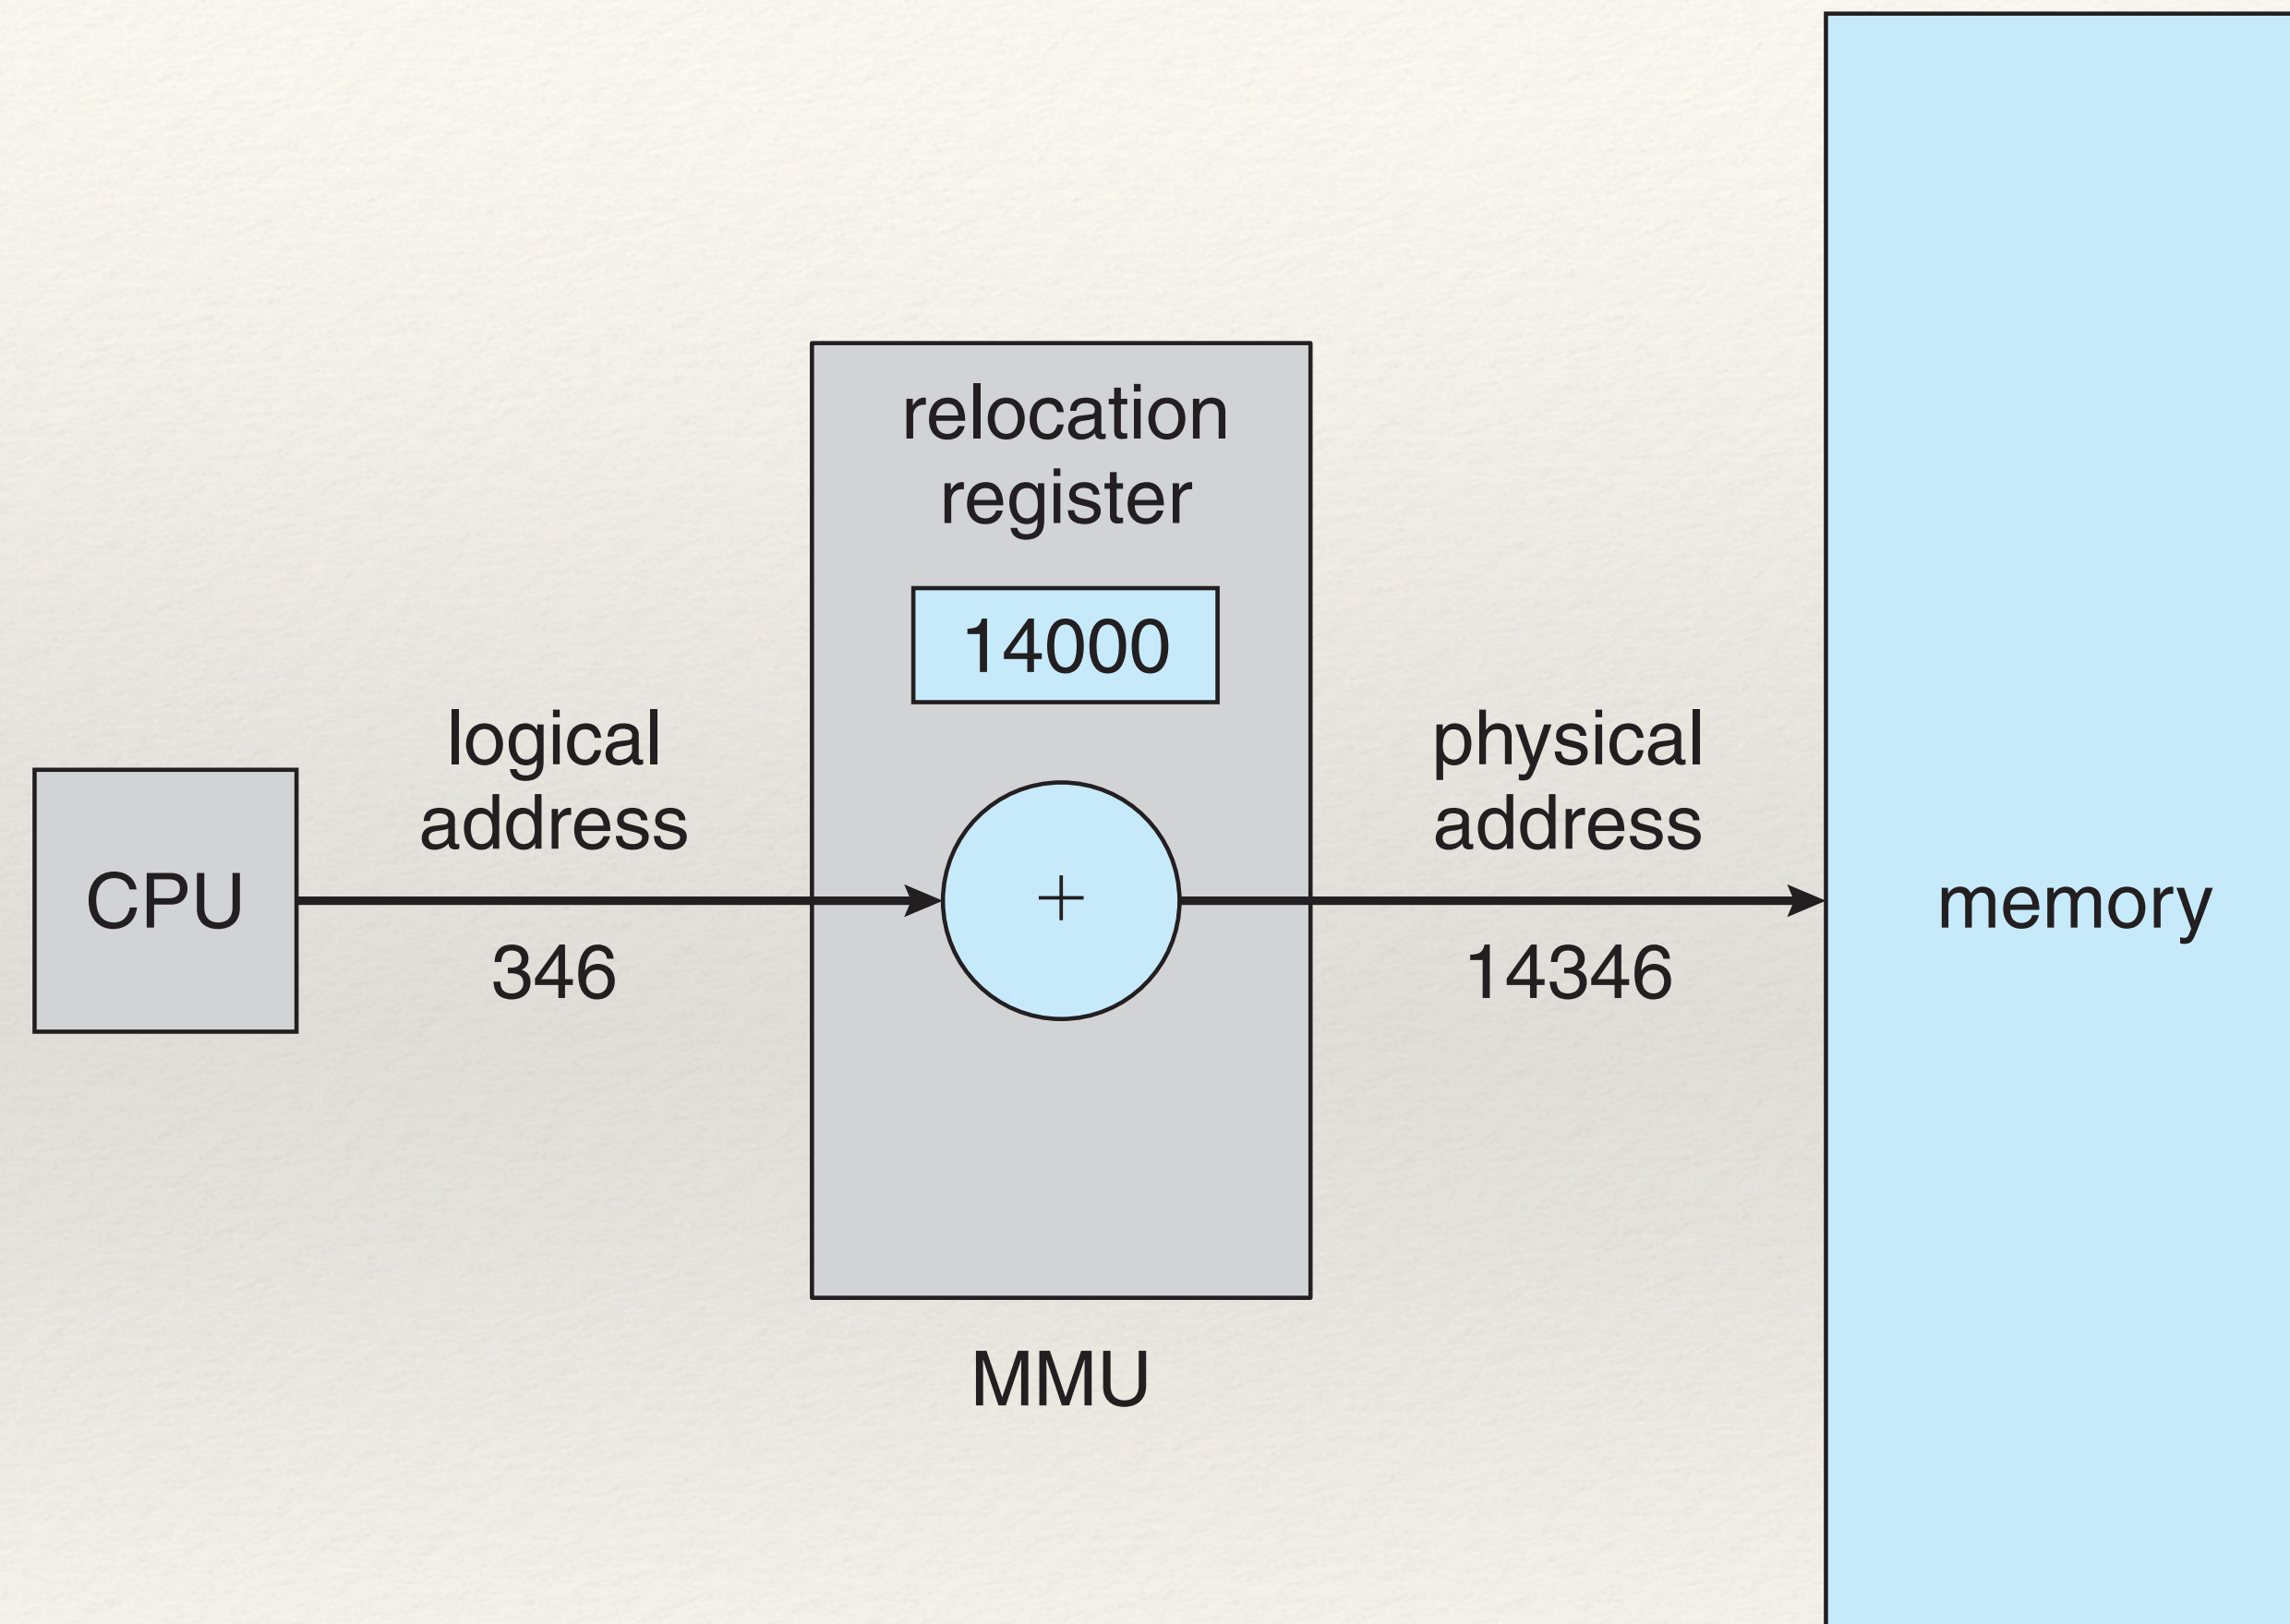 relocation
register
14000
logical
address
physical
address
CPU
+
memory
346
14346
MMU